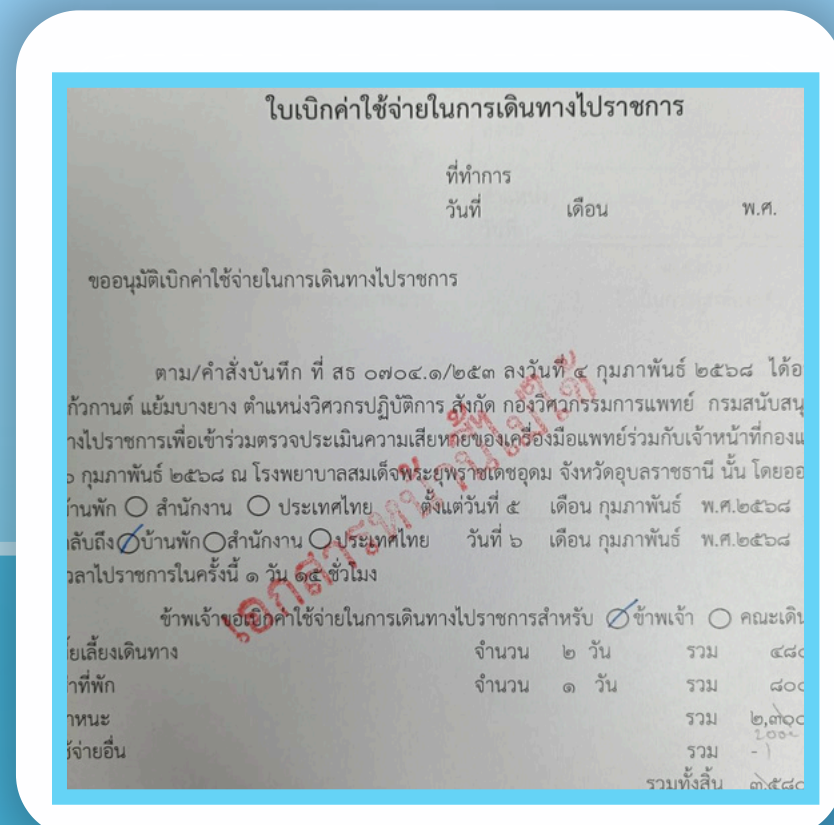 ใบเบิกค่าใช้จ่ายในการเดินทางไปราชการ
ที่ทำการ
วันที่ เดือน พ.ศ.
ขออนุมัติเบิกค่าใช้จ่ายในการเดินทางไปราชการ
ตาม/คำสั่งบันทึก ที่ สธ ๐๗๐๔.๑/๒๕๓ ลงวันที่ ๔ กุมภาพันธ์ ๒๕๖๘ ได้อ
แย้มบางยาง ตำแหน่งวิศวกรปฏิบัติการ สังกัด กองวิศวกรรมการแพทย์ กรมสนับสนุ
างไปราชการเพื่อเข้าร่วมตรวจประเมินความเสียหายของเครื่องมือแพทย์ร่วมกับเจ้าหน้าที่กองแ
๖ กุมภาพันธ์ ๒๕๖๘ ณ โรงพยาบาลสมเด็จพระยุพราชเดชอุดม จังหวัดอุบลราชธานี นั้น โดยออ
้านพัก สำนักงาน ประเทศไทย ตั้งแต่วันที่ ๕ เดือน กุมภาพันธ์ พ.ศ.๒๕๖๘
ลับถึง บ้านพัก สำนักงาน ประเทศไทย วันที่ ๖ เดือน กุมภาพันธ์ พ.ศ.๒๕๖๘
วลาไปราชการในครั้งนี้ ๑ วัน ๑๕ ชั่วโมง
ข้าพเจ้าขอเบิกค่าใช้จ่ายในการเดินทางไปราชการสำหรับ ข้าพเจ้า คณะเดิน
ี้ยเลี้ยงเดินทาง จำนวน ๒ วัน รวม ๔๘๐
่าที่พัก จำนวน ๑ วัน รวม ๘๐๐
าหนะ รวม ๒,๓๐๐
ช้จ่ายอื่น รวม -
รวมทั้งสิ้น ๓,๕๘๐
เอกสารหน้านี้ไม่ใช้